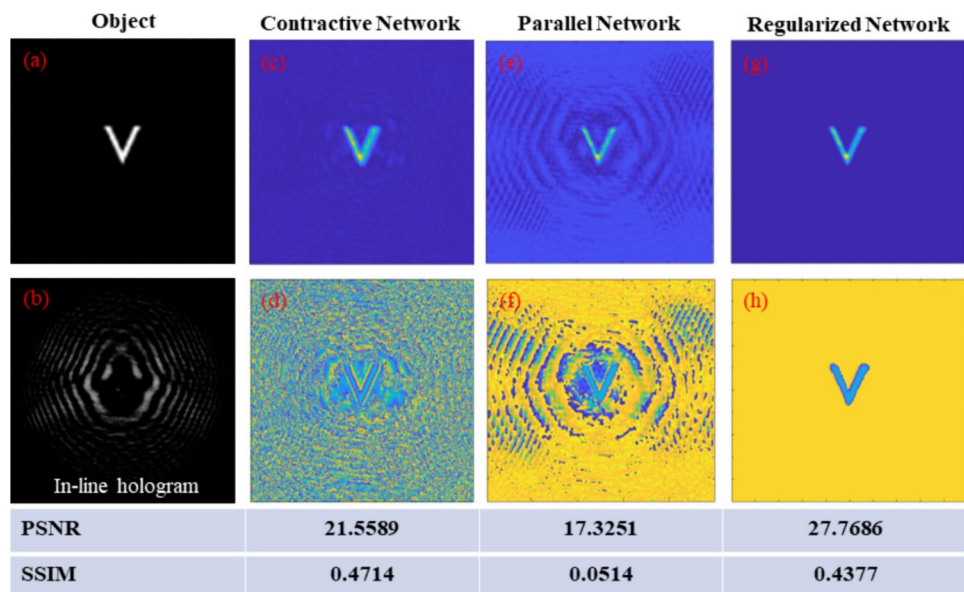 Object Contractive Network Parallel Network Regularized Network
(a) (c) (e) (g)
(b) (d) (f) (h)
In-line hologram
PSNR 21.5589 17.3251 27.7686
SSIM 0.4714 0.0514 0.4377